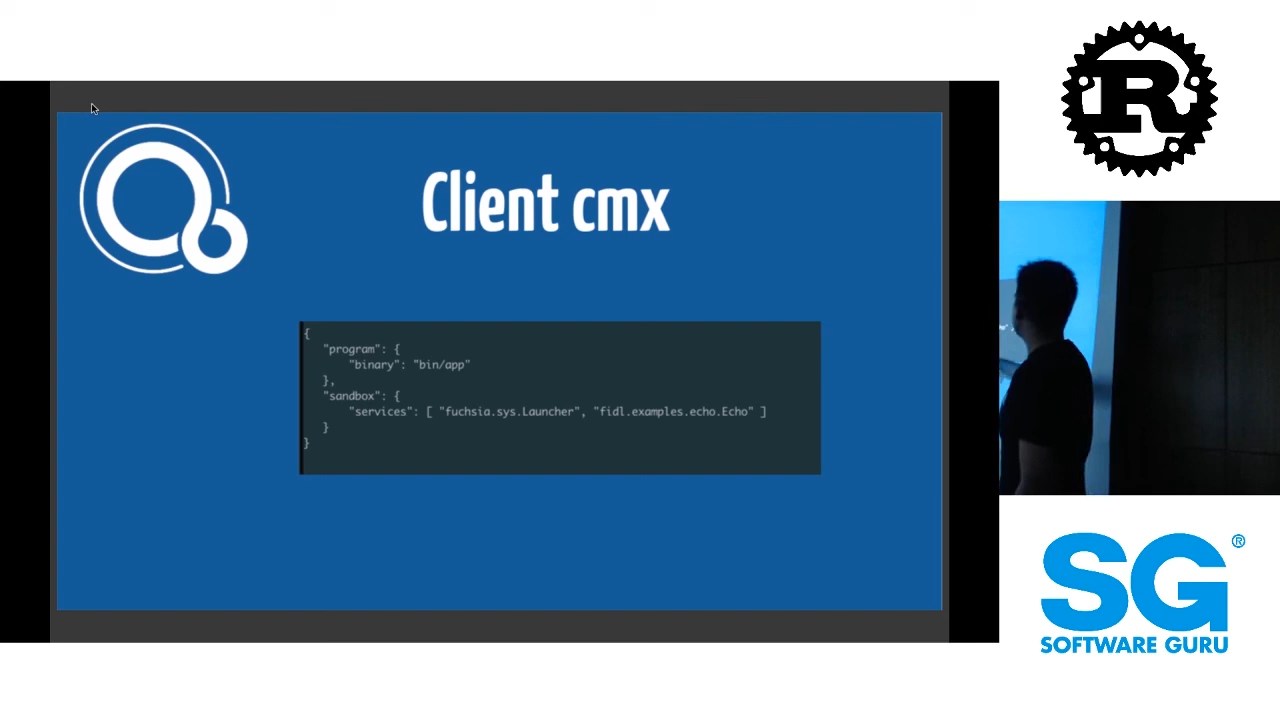 Client cmx
{
"program": {
"binary": "bin/app"
},
"sandbox": {
"services": [ "fuchsia.sys.Launcher", "fidl.examples.echo.Echo" ]
}
}
R
SG®
SOFTWARE GURU